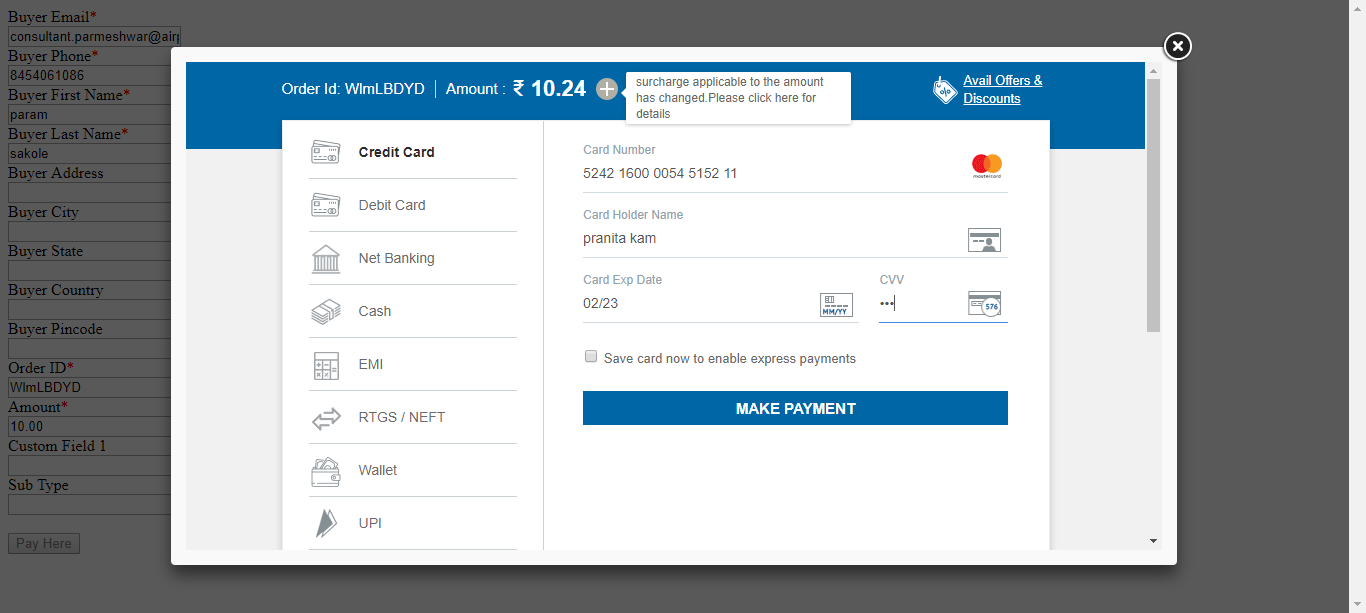 Buyer Email*
consultant.parmeshwar@airp
Buyer Phone*
8454061086
Buyer First Name*
param
Buyer Last Name*
sakole
Buyer Address
Buyer City
Buyer State
Buyer Country
Buyer Pincode
Order ID*
WlmLBDYD
Amount*
10.00
Custom Field 1
Sub Type
Pay Here
Order Id: WlmLBDYD
Amount : ₹ 10.24
surcharge applicable to the amount
has changed.Please click here for
details
Avail Offers &
Discounts
Credit Card
Debit Card
Net Banking
Cash
EMI
RTGS / NEFT
Wallet
UPI
Card Number
5242 1600 0054 5152 11
mastercard
Card Holder Name
pranita kam
Card Exp Date
02/23
MM/YY
CVV
•••
576
Save card now to enable express payments
MAKE PAYMENT